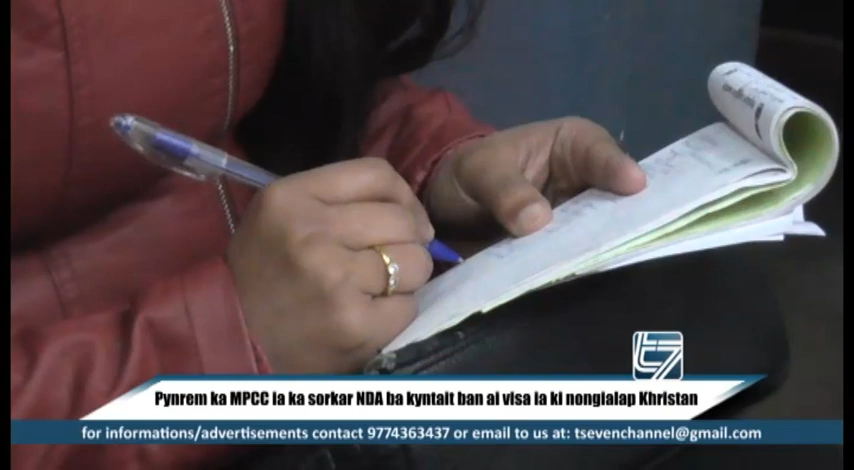 t7
Pynrem ka MPCC ia ka sorkar NDA ba kyntait ban ai visa ia ki nongialap Khristan
for informations/advertisements contact 9774363437 or email to us at: tsevenchannel@gmail.com